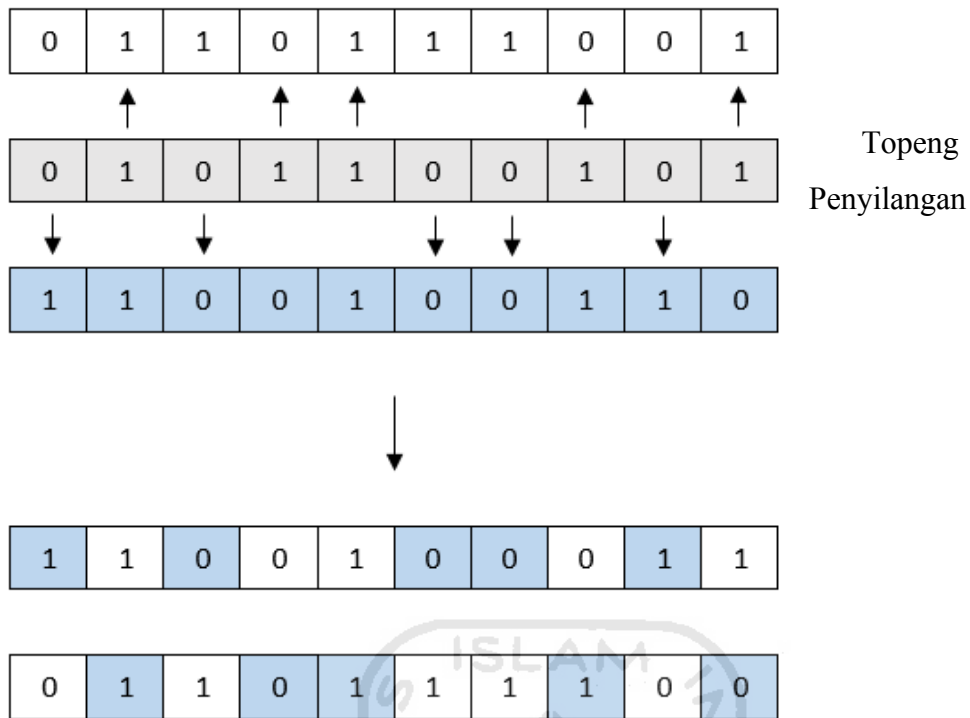 0 1 1 0 1 1 1 0 0 1
0 1 0 1 1 0 0 1 0 1
Topeng
Penyilangan
1 1 0 0 1 0 0 1 1 0
1 1 0 0 1 0 0 0 1 1
ISLAM
0 1 1 0 1 1 1 1 0 0